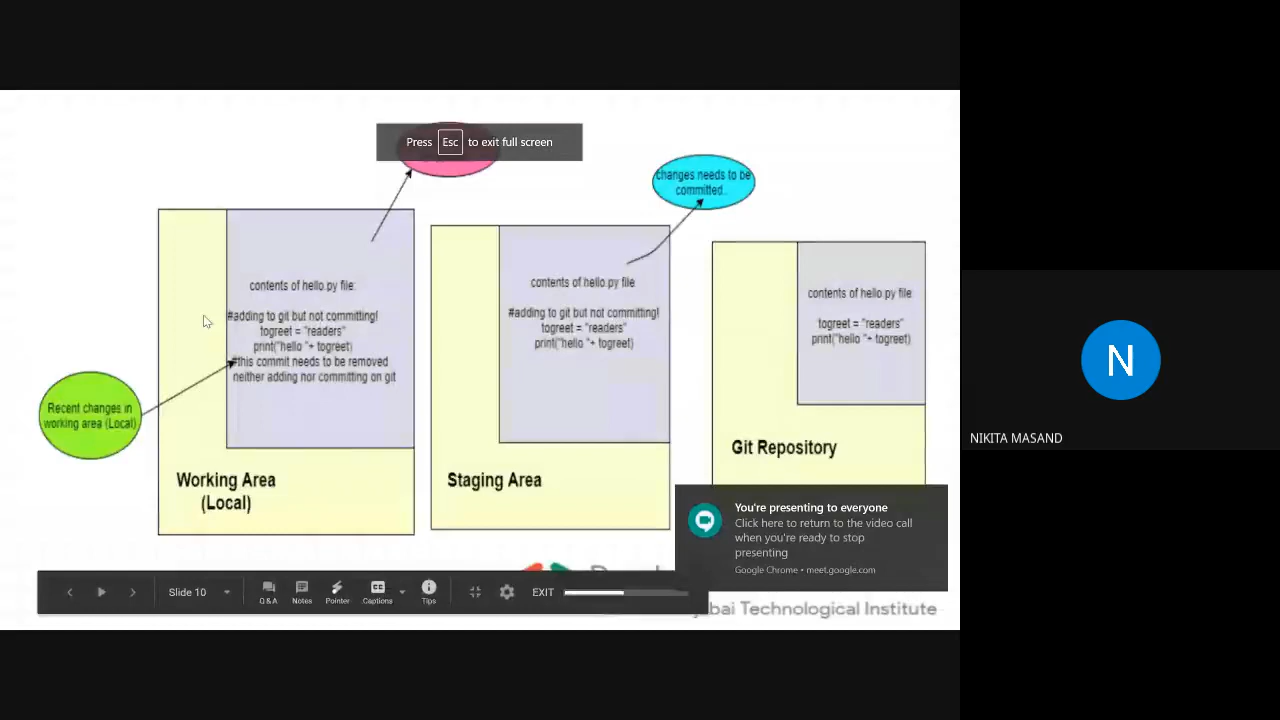 Press Esc to exit full screen
changes needs to be
committed.
contents of hello.py file:
#adding to git but not committing!
togreet = "readers"
print("hello "+ togreet)
#this commit needs to be removed
neither adding nor committing on git
contents of hello.py file
#adding to git but not committing!
togreet = "readers"
print("hello "+ togreet)
contents of hello.py file
togreet = "readers"
print("hello "+ togreet)
Recent changes in
working area (Local)
Working Area
(Local)
Staging Area
Git Repository
You're presenting to everyone
Click here to return to the video call
when you're ready to stop
presenting
Google Chrome • meet.google.com
Slide 10
Q&A
Notes
Pointer
Captions
Tips
EXIT
Technological Institute
NIKITA MASAND
N